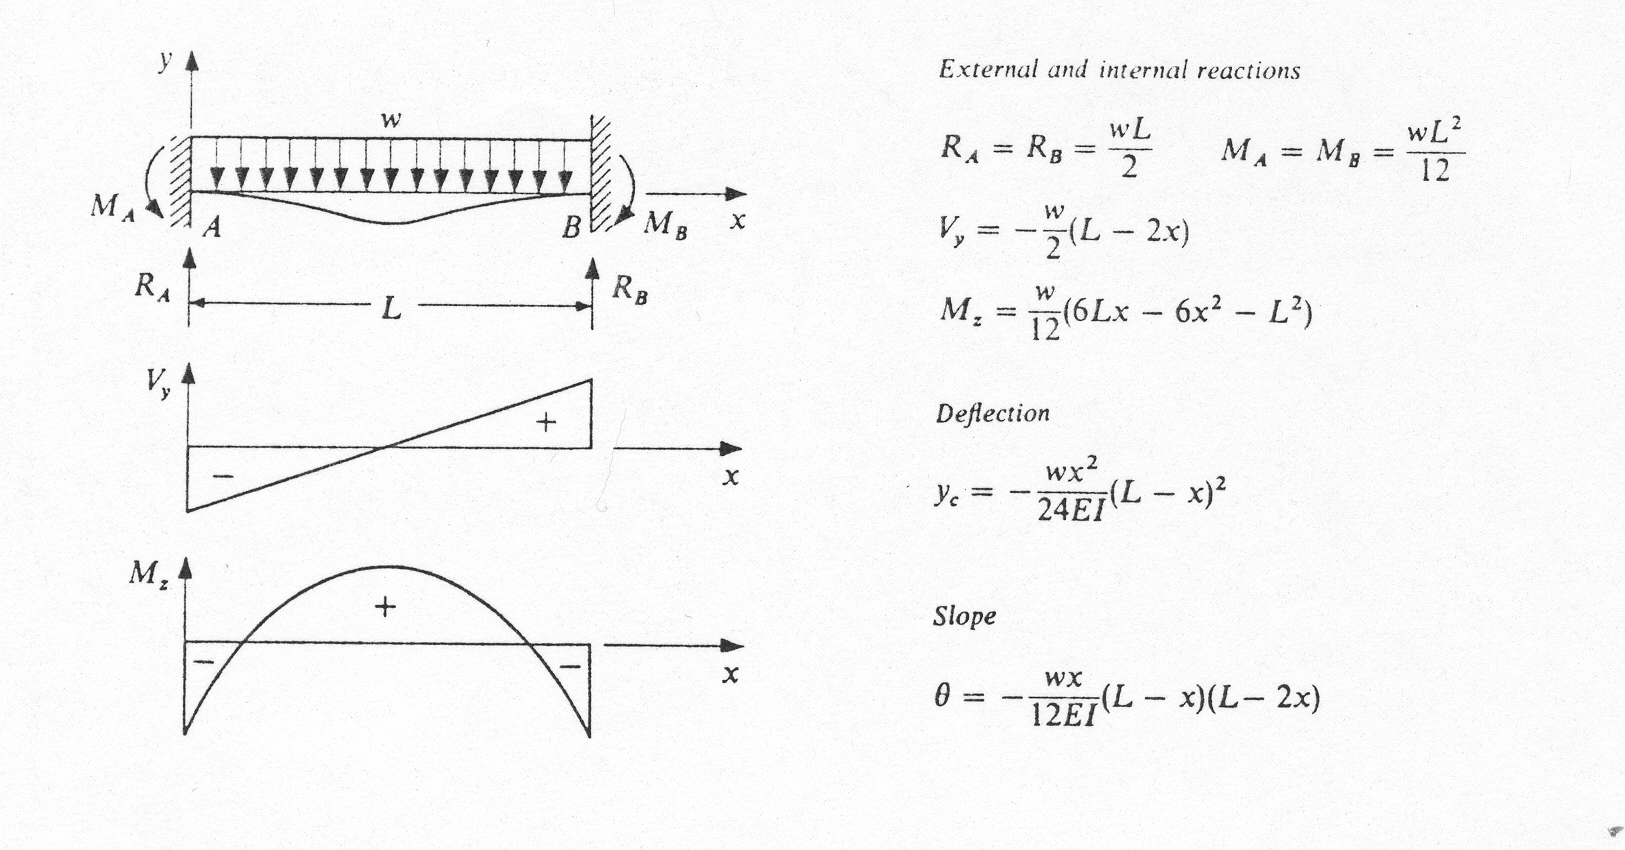 y
w
M_A
A
B
M_B
x
R_A
L
R_B
V_y
+
−
x
M_z
+
−
−
x
External and internal reactions
R_A = R_B = wL/2    M_A = M_B = wL²/12
V_y = −w/2(L − 2x)
M_z = w/12(6Lx − 6x² − L²)
Deflection
y_c = −wx²/24EI(L − x)²
Slope
θ = −wx/12EI(L − x)(L − 2x)